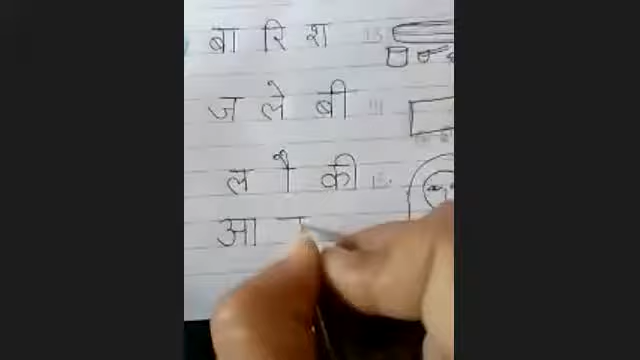 बा रि श
ज ले बी
ल ौ की
आ